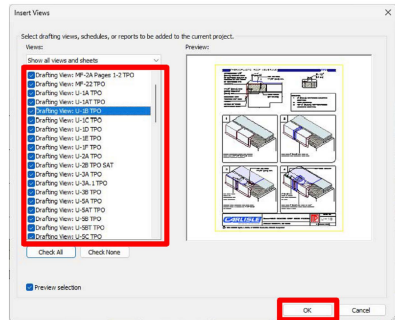 Insert Views
Select drafting views, schedules, or reports to be added to the current project.
Views:
Preview:
Show all views and sheets
Drafting View: MF-2A Pages 1-2 TPO
Drafting View: MF-22 TPO
Drafting View: U-1A TPO
Drafting View: U-1AT TPO
Drafting View: U-1B TPO
Drafting View: U-1C TPO
Drafting View: U-1D TPO
Drafting View: U-1E TPO
Drafting View: U-1F TPO
Drafting View: U-2A TPO
Drafting View: U-2B TPO SAT
Drafting View: U-3A TPO
Drafting View: U-3A.1 TPO
Drafting View: U-3B TPO
Drafting View: U-5A TPO
Drafting View: U-5AT TPO
Drafting View: U-5B TPO
Drafting View: U-5BT TPO
Drafting View: U-5C TPO
CARLISLE
Check All
Check None
Preview selection
OK
Cancel